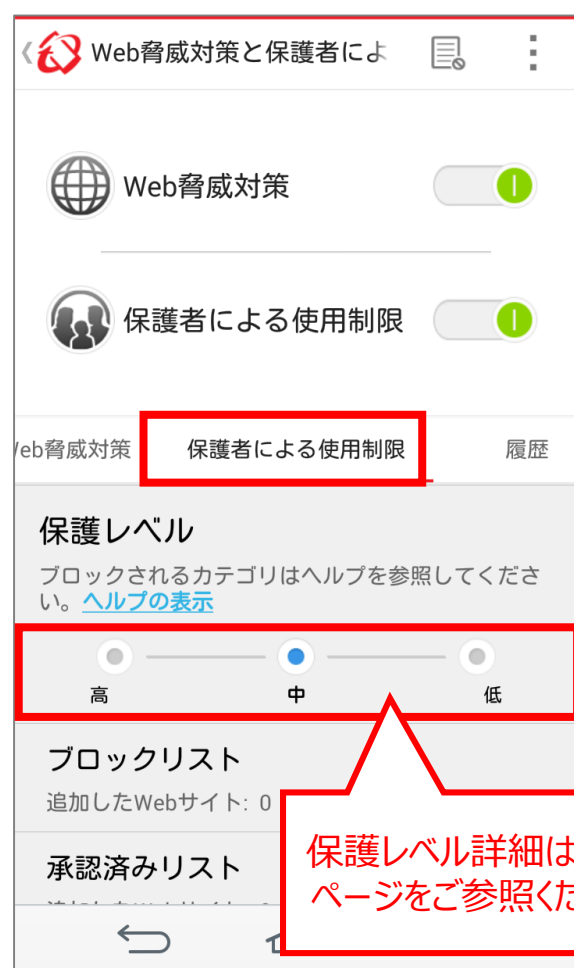 Web脅威対策と保護者によ
Web脅威対策
保護者による使用制限
Web脅威対策 保護者による使用制限 履歴
保護レベル
ブロックされるカテゴリはヘルプを参照してくださ
い。ヘルプの表示
高 中 低
ブロックリスト
追加したWebサイト: 0
承認済みリスト
保護レベル詳細は
ページをご参照くだ